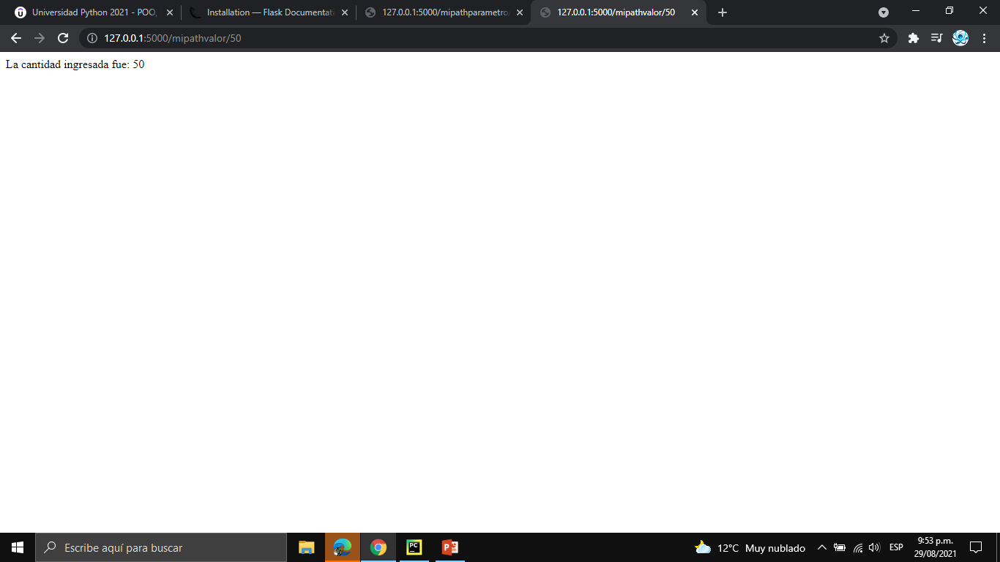 Universidad Python 2021 - POO,
Installation — Flask Documentati
127.0.0.1:5000/mipathparametro/
127.0.0.1:5000/mipathvalor/50
127.0.0.1:5000/mipathvalor/50
La cantidad ingresada fue: 50
Escribe aquí para buscar
PC
P
12°C Muy nublado
ESP
9:53 p.m.
29/08/2021